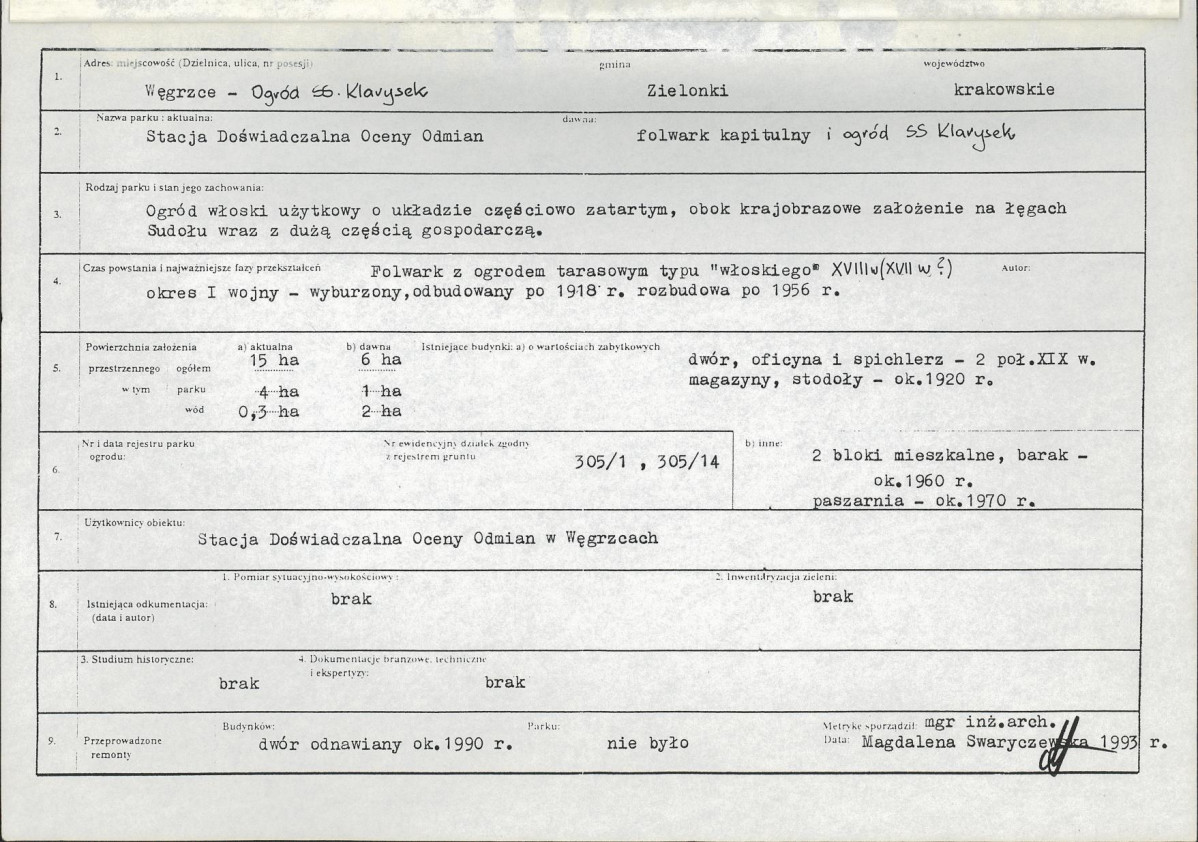 1. Adres: miejscowość (Dzielnica, ulica, nr posesji) gmina województwo
Węgrzce – Ogród SS. Klarysek Zielonki krakowskie
2. Nazwa parku : aktualna: dawna:
Stacja Doświadczalna Oceny Odmian folwark kapitulny i ogród SS Klarysek
3. Rodzaj parku i stan jego zachowania:
Ogród włoski użytkowy o układzie częściowo zatartym, obok krajobrazowe założenie na łęgach
Sudołu wraz z dużą częścią gospodarczą.
4. Czas powstania i najważniejsze fazy przekształceń Folwark z ogrodem tarasowym typu "włoskiego" XVIII w (XVII w ?) Autor:
okres I wojny – wyburzony, odbudowany po 1918 r. rozbudowa po 1956 r.
5. Powierzchnia założenia a) aktualna b) dawna Istniejące budynki: a) o wartościach zabytkowych
przestrzennego ogółem 15 ha 6 ha dwór, oficyna i spichlerz – 2 poł.XIX w.
w tym parku 4 ha 1 ha magazyny, stodoły – ok.1920 r.
wód 0,3 ha 2 ha
6. Nr i data rejestru parku Nr ewidencyjny działek zgodny b) inne:
ogrodu: z rejestrem gruntu 305/1 , 305/14 2 bloki mieszkalne, barak –
ok.1960 r.
paszarnia – ok.1970 r.
7. Użytkownicy obiektu:
Stacja Doświadczalna Oceny Odmian w Węgrzcach
8. Istniejąca odkumentacja: 1. Pomiar sytuacyjno-wysokościowy : 2. Inwentaryzacja zieleni:
(data i autor) brak brak
3. Studium historyczne: 4. Dokumentacje branżowe, techniczne
i ekspertyzy:
brak brak
9. Przeprowadzone Budynków: Parku: Metrykę sporządził: mgr inż.arch.
remonty dwór odnawiany ok.1990 r. nie było Data: Magdalena Swaryczewska 1993 r.